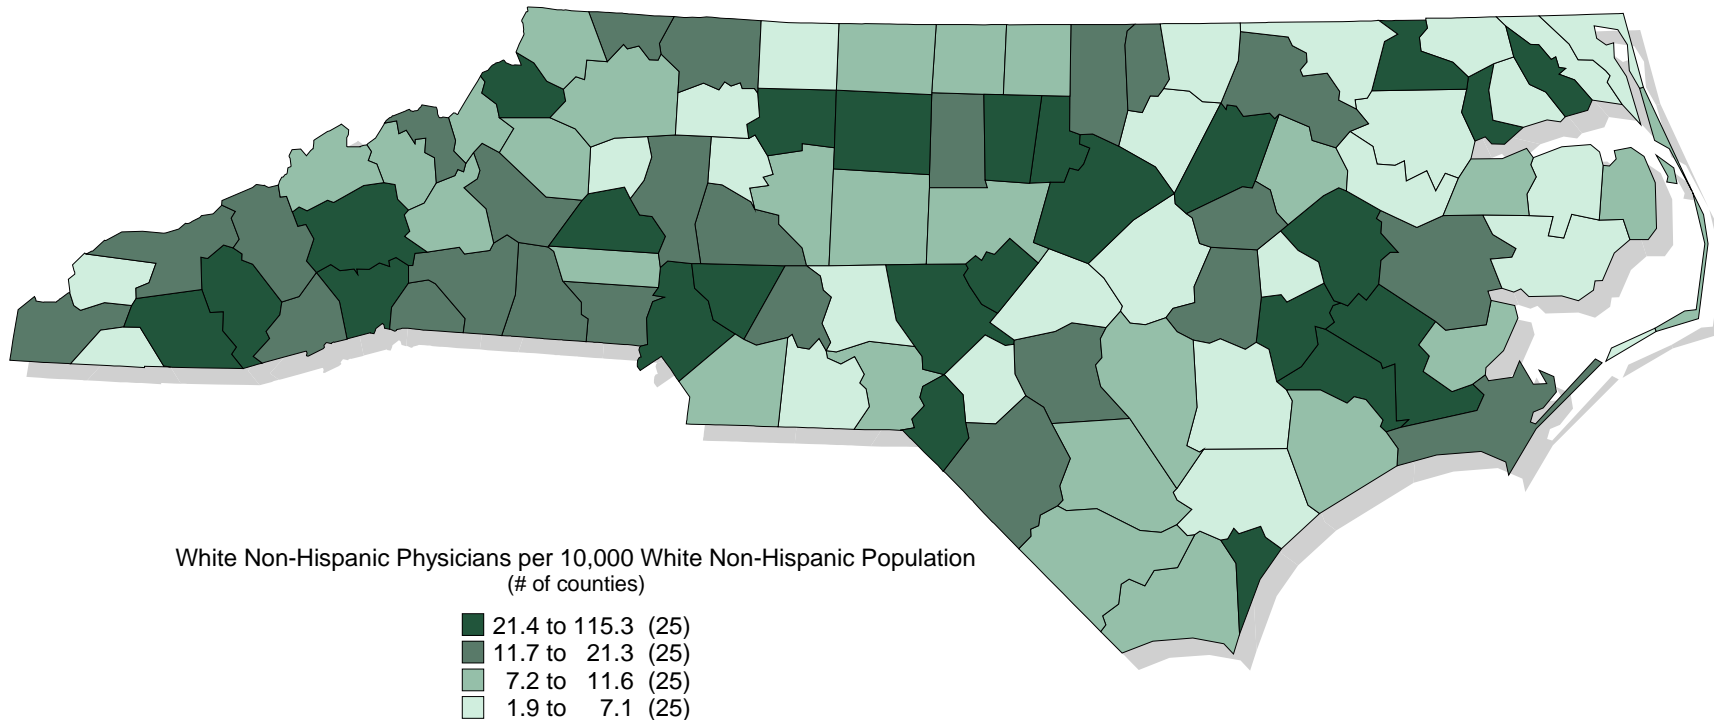 White Non-Hispanic Physicians per 10,000 White Non-Hispanic Population
(# of counties)
21.4 to 115.3 (25)
11.7 to 21.3 (25)
7.2 to 11.6 (25)
1.9 to 7.1 (25)